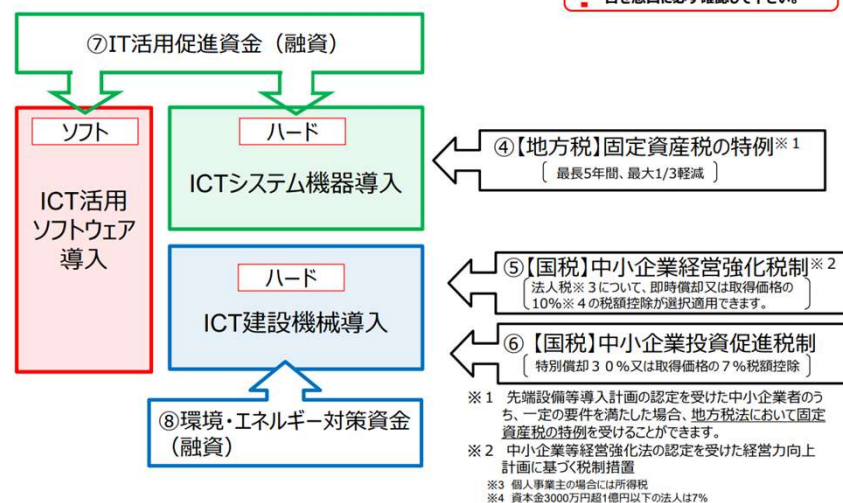 ⑦IT活用促進資金(融資)
ソフト
ICT活用
ソフトウェア
導入
ハード
ICTシステム機器導入
ハード
ICT建設機械導入
⑧環境・エネルギー対策資金
(融資)
④【地方税】固定資産税の特例※1
最長5年間、最大1/3軽減
⑤【国税】中小企業経営強化税制※2
法人税※3について、即時償却又は取得価格の
10%※4の税額控除が選択適用できます。
⑥【国税】中小企業投資促進税制
特別償却30%又は取得価格の7%税額控除
※1 先端設備等導入計画の認定を受けた中小企業者のう
ち、一定の要件を満たした場合、地方税法において固定
資産税の特例を受けることができます。
※2 中小企業等経営強化法の認定を受けた経営力向上
計画に基づく税制措置
※3 個人事業主の場合には所得税
※4 資本金3000万円超1億円以下の法人は7%